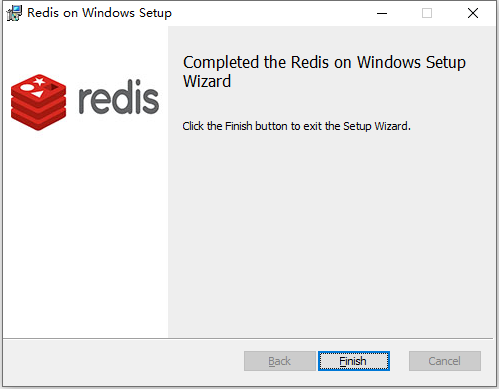 Redis on Windows Setup
redis
Completed the Redis on Windows Setup
Wizard
Click the Finish button to exit the Setup Wizard.
Back
Finish
Cancel